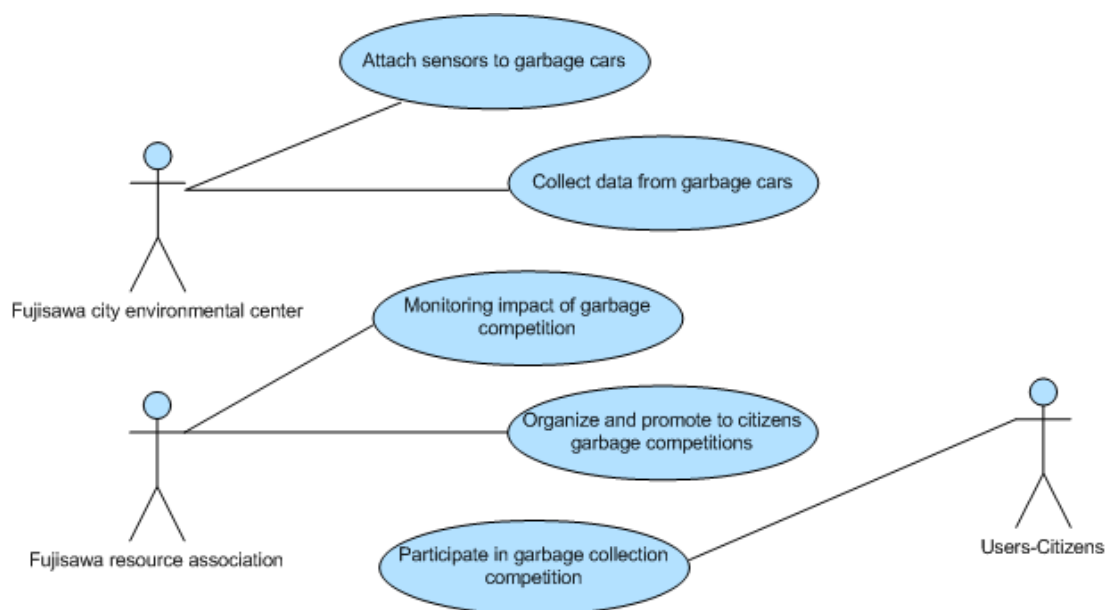 Attach sensors to garbage cars
Collect data from garbage cars
Fujisawa city environmental center
Monitoring impact of garbage
competition
Organize and promote to citizens
garbage competitions
Fujisawa resource association
Participate in garbage collection
competition
Users-Citizens